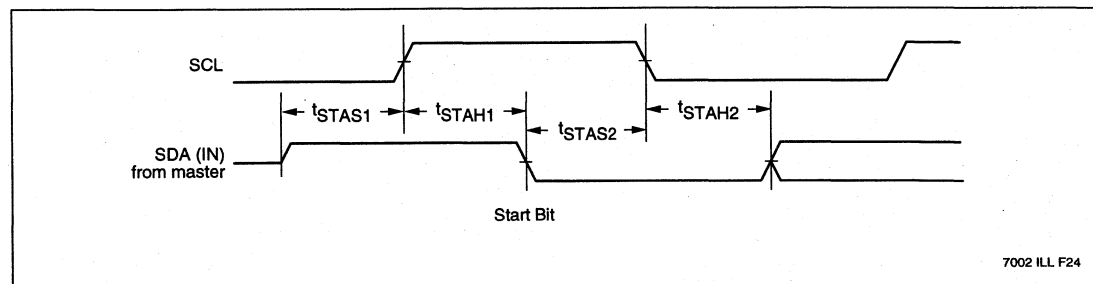 SCL
tSTAS1
tSTAH1
tSTAS2
tSTAH2
SDA (IN)
from master
Start Bit
7002 ILL F24